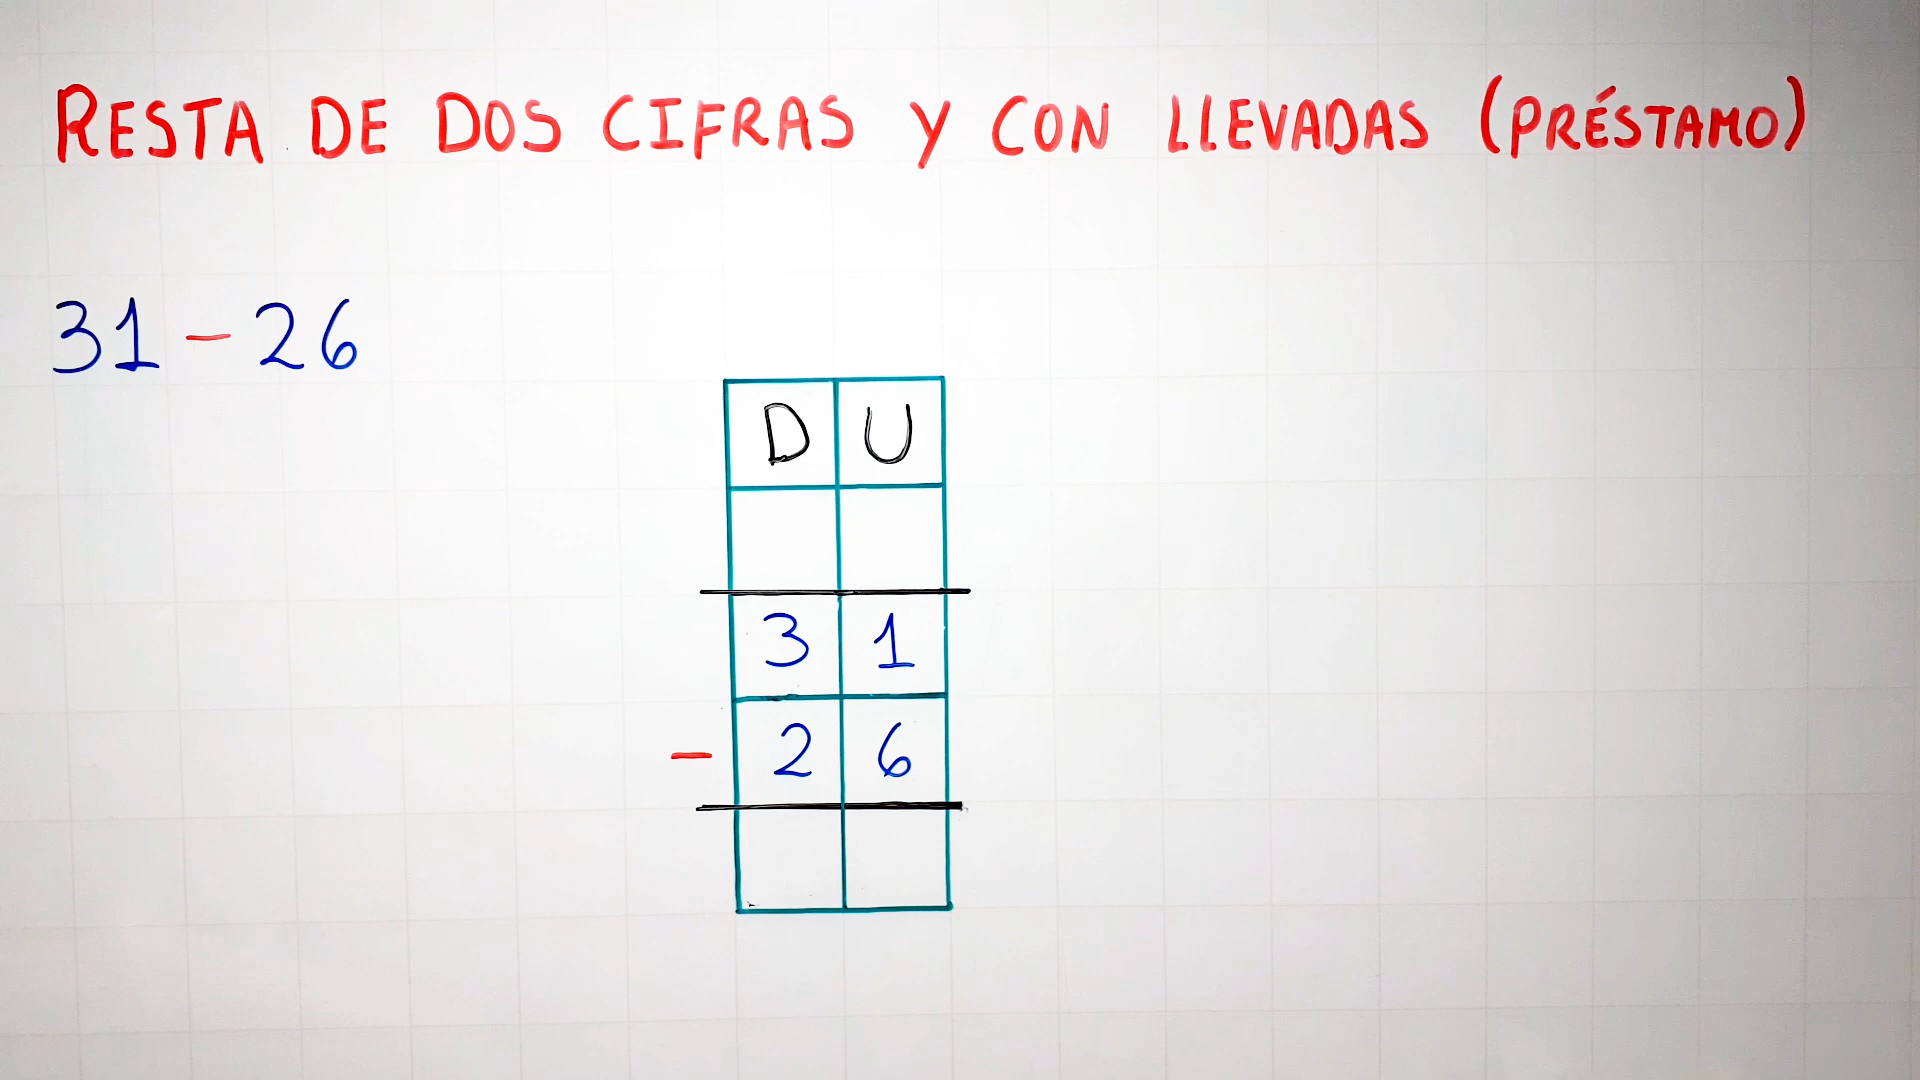 RESTA DE DOS CIFRAS Y CON LLEVADAS (PRÉSTAMO)
31 - 26
D U
3 1
- 2 6